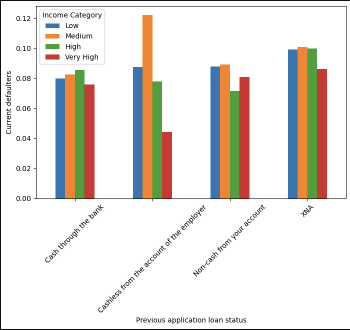 Income Category
Low
Medium
High
Very High
0.12
0.10
0.08
0.06
0.04
0.02
0.00
Current defaulters
Cash through the bank
Cashless from the account of the employer
Non-cash from your account
XNA
Previous application loan status